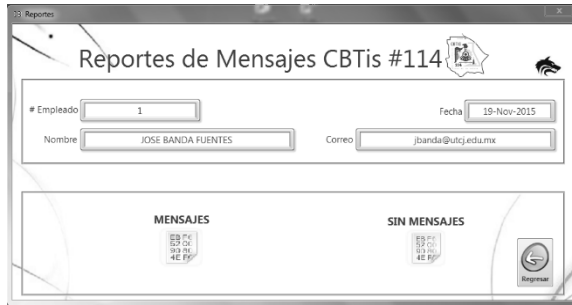 Reportes
Reportes de Mensajes CBTis #114
# Empleado 1 Fecha 19-Nov-2015
Nombre JOSE BANDA FUENTES Correo jbanda@utcj.edu.mx
MENSAJES SIN MENSAJES
Regresar